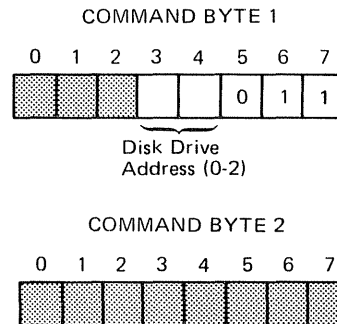 COMMAND BYTE 1
0 1 2 3 4 5 6 7
0 1 1
Disk Drive
Address (0-2)
COMMAND BYTE 2
0 1 2 3 4 5 6 7